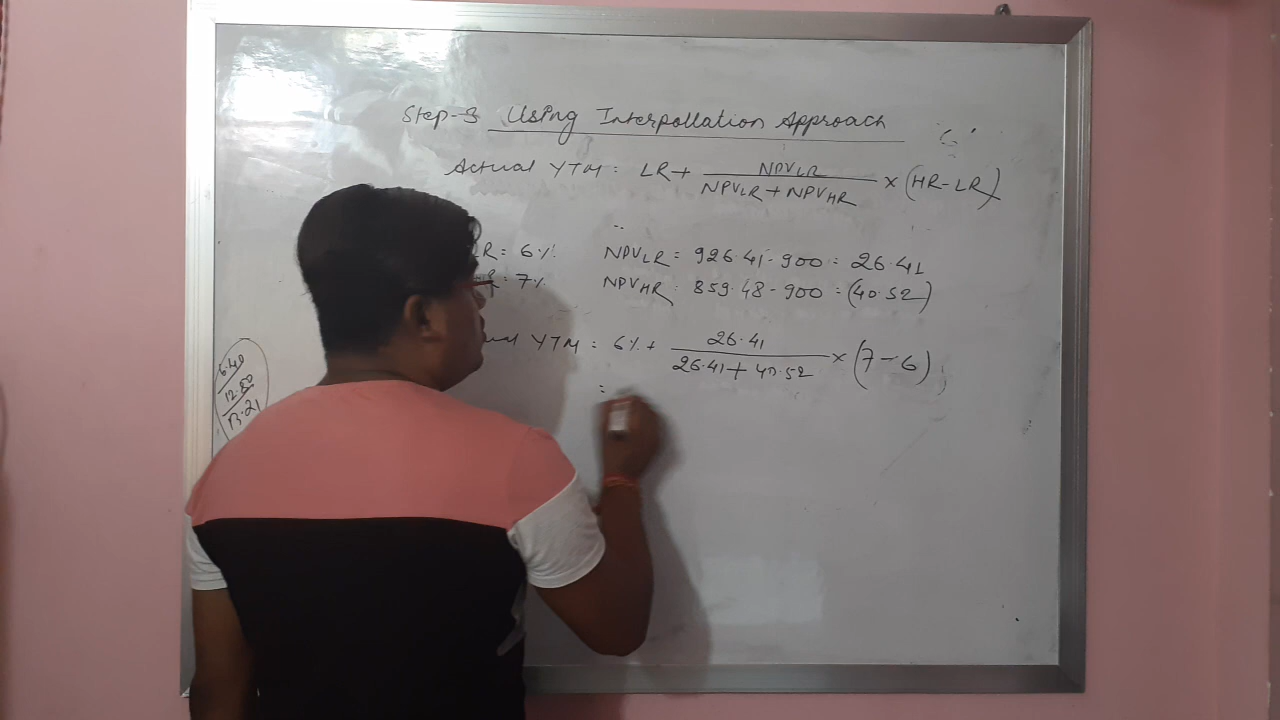 Step-3 Using Interpollation Approach
Actual YTM = LR + NPVLR / NPVLR + NPVHR × (HR - LR)
LR = 6% NPVLR = 926.41 - 900 = 26.41
= 7% NPVHR = 859.48 - 900 = (40.52)
YTM = 6% + 26.41 / 26.41 + 40.52 × (7 - 6)
=
6.40
12.80
13.21